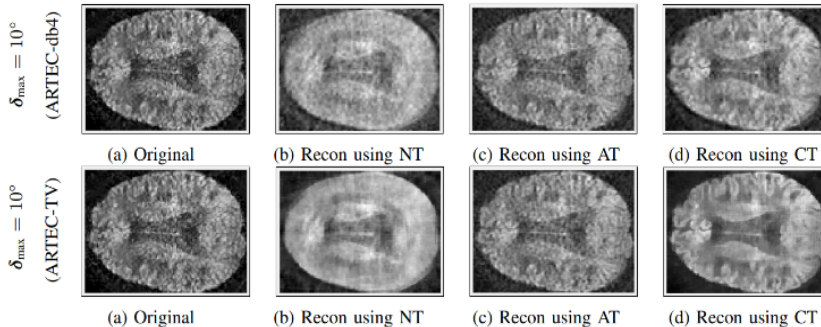 δmax = 10°
(ARTEC-db4)
(a) Original
(b) Recon using NT
(c) Recon using AT
(d) Recon using CT
δmax = 10°
(ARTEC-TV)
(a) Original
(b) Recon using NT
(c) Recon using AT
(d) Recon using CT